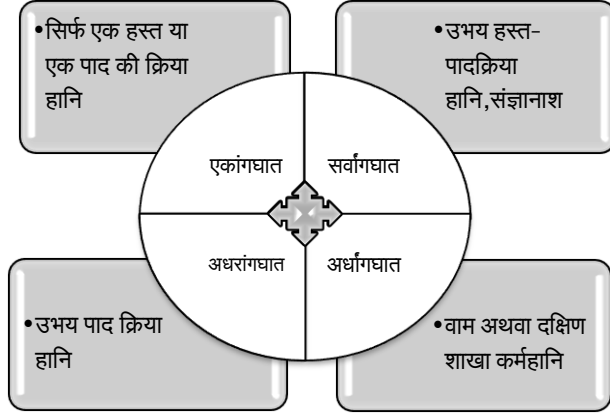 •सिर्फ एक हस्त या
एक पाद की क्रिया
हानि
•उभय हस्त-
पादक्रिया
हानि,संज्ञानाश
एकांगघात
सर्वांगघात
अधरांगघात
अर्धांगघात
•उभय पाद क्रिया
हानि
•वाम अथवा दक्षिण
शाखा कर्महानि